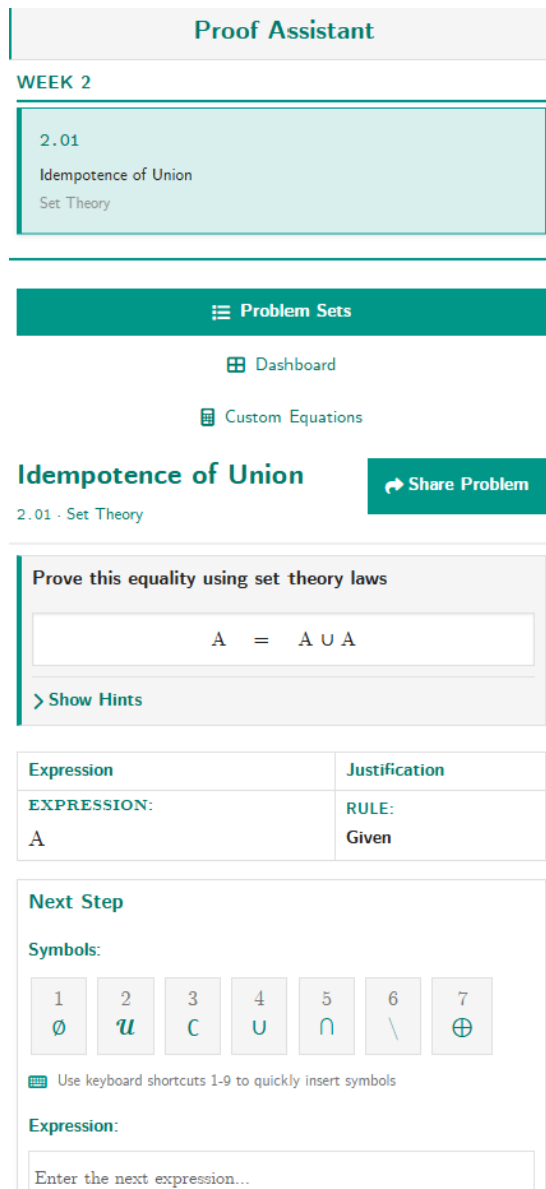 Proof Assistant
WEEK 2
2.01
Idempotence of Union
Set Theory
Problem Sets
Dashboard
Custom Equations
Idempotence of Union
Share Problem
2.01 · Set Theory
Prove this equality using set theory laws
A = A ∪ A
Show Hints
Expression Justification
EXPRESSION: RULE:
A Given
Next Step
Symbols:
1 2 3 4 5 6 7
∅ 𝓤 C ∪ ∩ \ ⊕
Use keyboard shortcuts 1-9 to quickly insert symbols
Expression:
Enter the next expression...